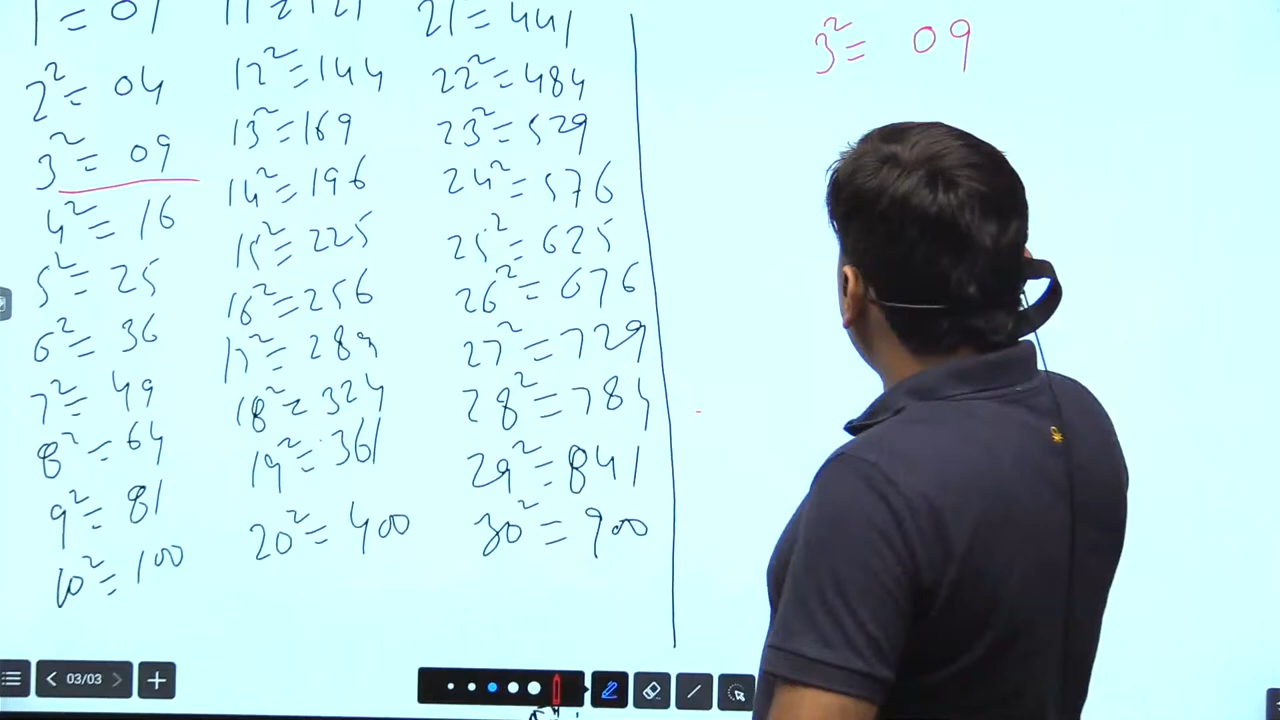 1 = 01
2² = 04
3² = 09
4² = 16
5² = 25
6² = 36
7² = 49
8² = 64
9² = 81
10² = 100
11² = 121
12² = 144
13² = 169
14² = 196
15² = 225
16² = 256
17² = 289
18² = 324
19² = 361
20² = 400
21² = 441
22² = 484
23² = 529
24² = 576
25² = 625
26² = 676
27² = 729
28² = 784
29² = 841
30² = 900
3² = 09
03/03